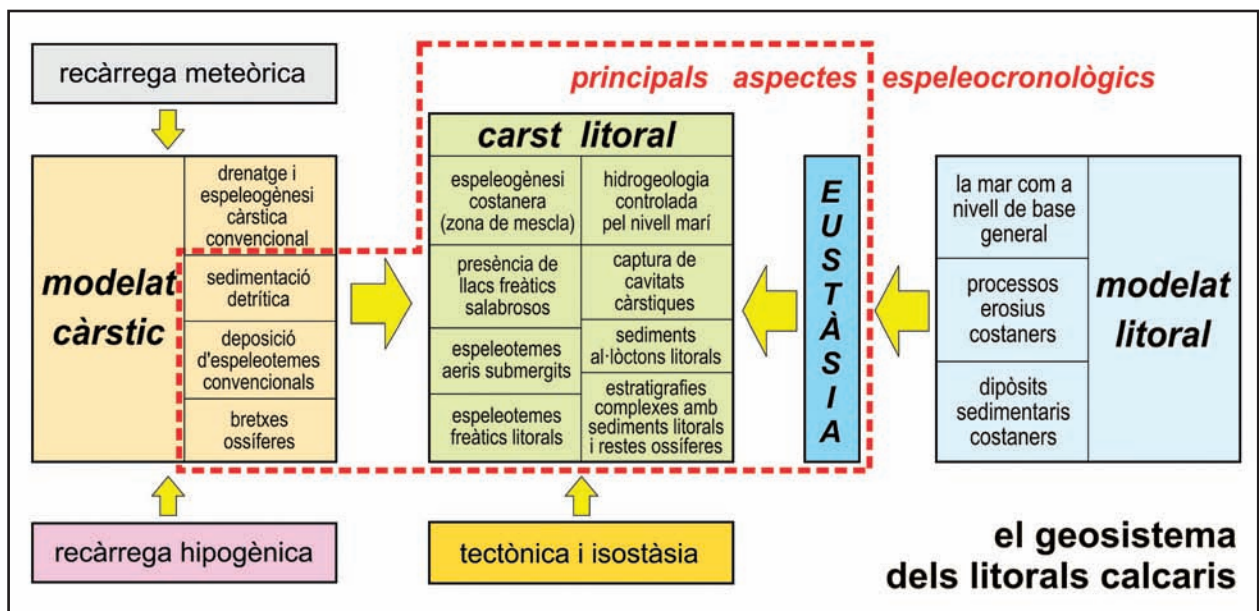 recàrrega meteòrica
principals aspectes espeleocronològics
modelat
càrstic
drenatge i
espeleogènesi
càrstica
convencional
sedimentació
detrítica
deposició
d'espeleotemes
convencionals
bretxes
ossíferes
carst litoral
espeleogènesi
costanera
(zona de mescla)
presència de
llacs freàtics
salabrosos
espeleotemes
aeris submergits
espeleotemes
freàtics litorals
hidrogeologia
controlada
pel nivell marí
captura de
cavitats
càrstiques
sediments
al·lòctons litorals
estratigrafies
complexes amb
sediments litorals
i restes ossíferes
EUSTÀSIA
la mar com a
nivell de base
general
processos
erosius
costaners
dipòsits
sedimentaris
costaners
modelat
litoral
recàrrega hipogènica
tectònica i isostàsia
el geosistema
dels litorals calcaris